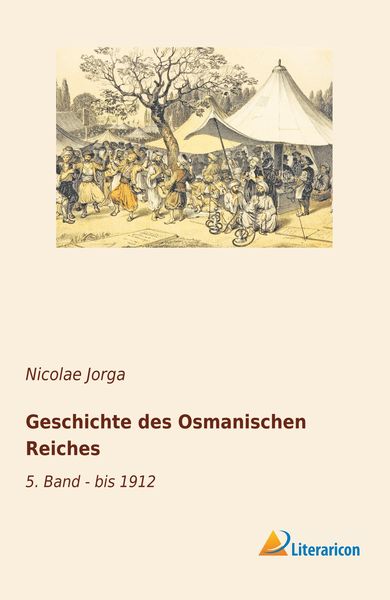 Nicolae Jorga
Geschichte des Osmanischen
Reiches
5. Band - bis 1912
Literaricon